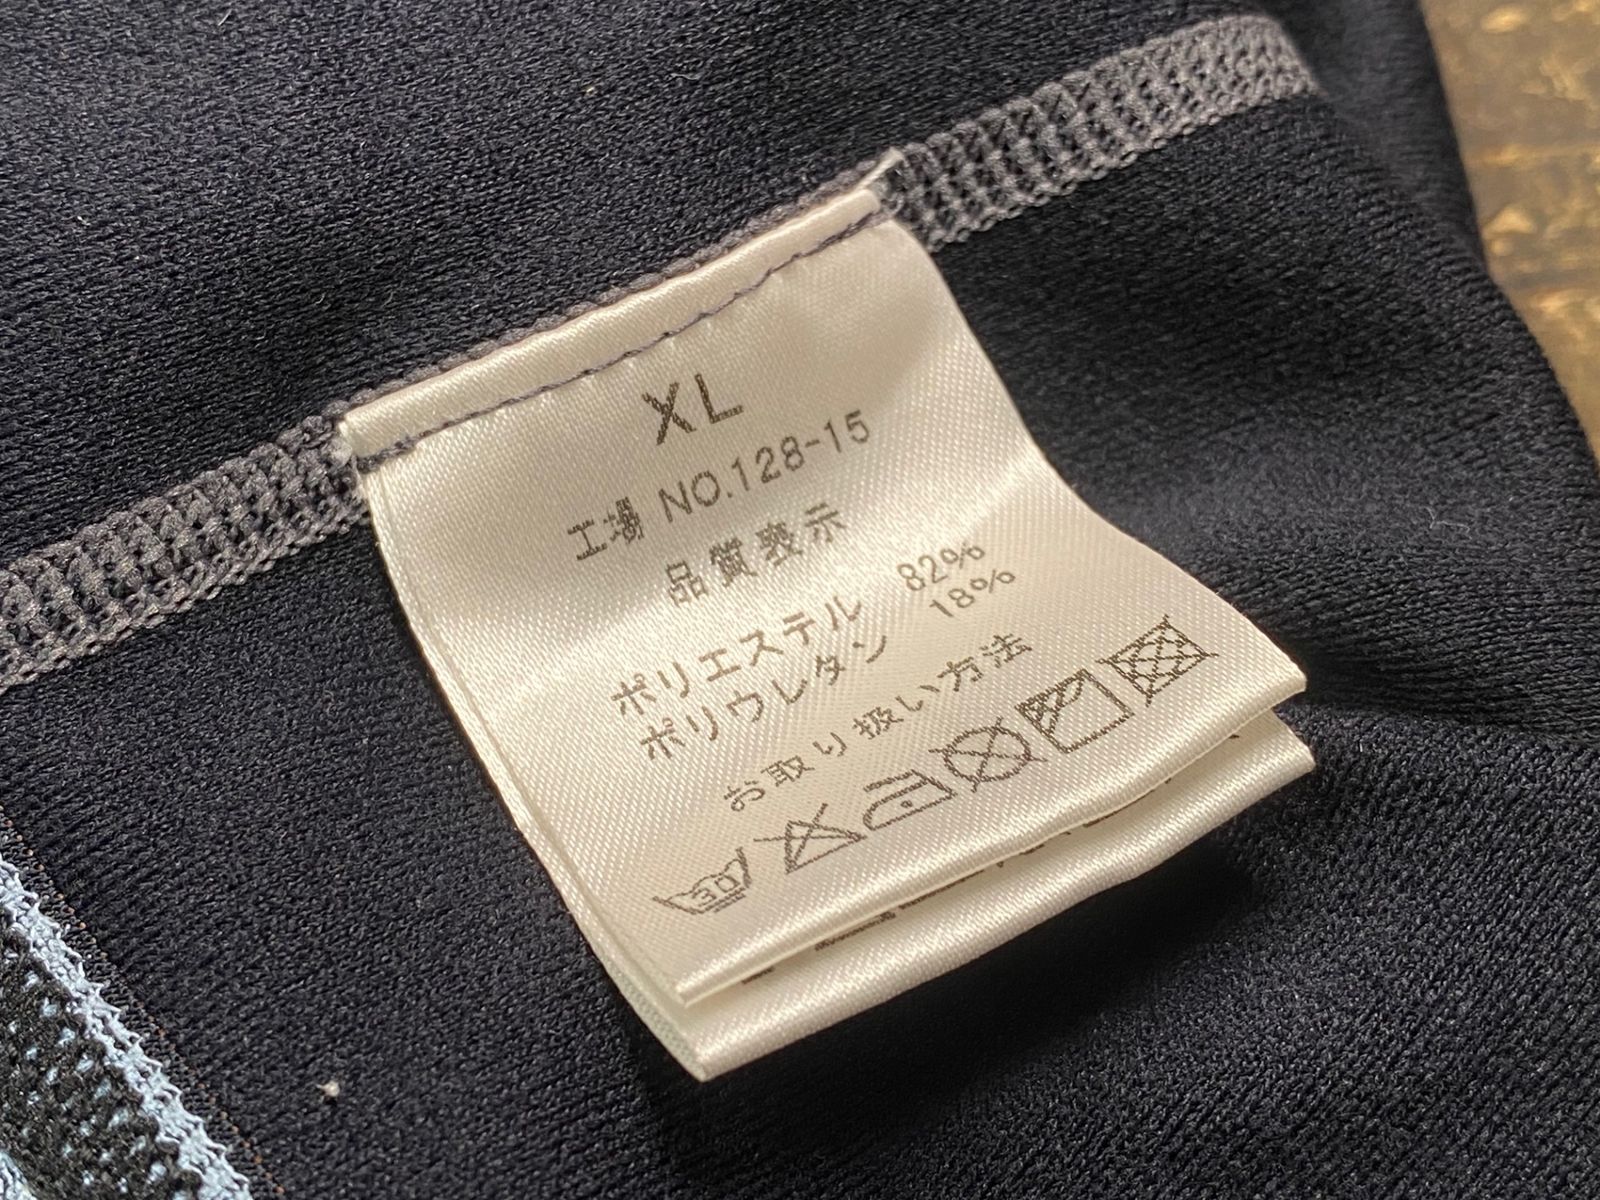 XL
工場 NO.128-15
品質表示
ポリエステル 82%
ポリウレタン 18%
お取り扱い方法
30